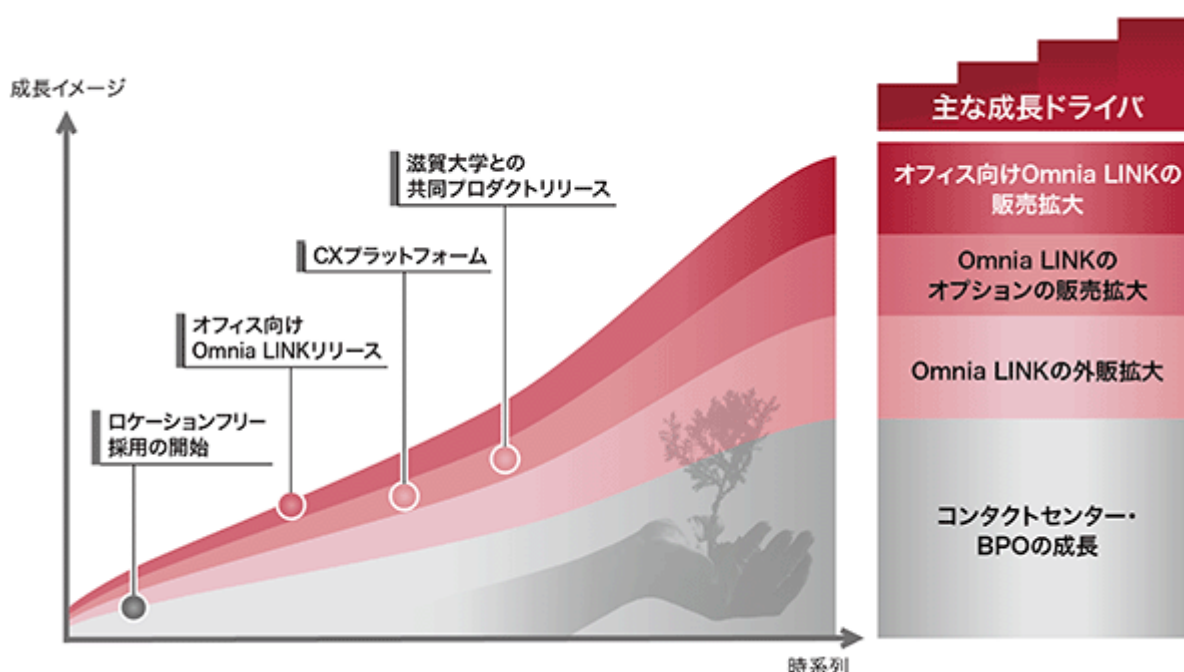 成長イメージ
滋賀大学との
共同プロダクトリリース
CXプラットフォーム
オフィス向け
Omnia LINKリリース
ロケーションフリー
採用の開始
時系列
主な成長ドライバ
オフィス向けOmnia LINKの
販売拡大
Omnia LINKの
オプションの販売拡大
Omnia LINKの外販拡大
コンタクトセンター・
BPOの成長